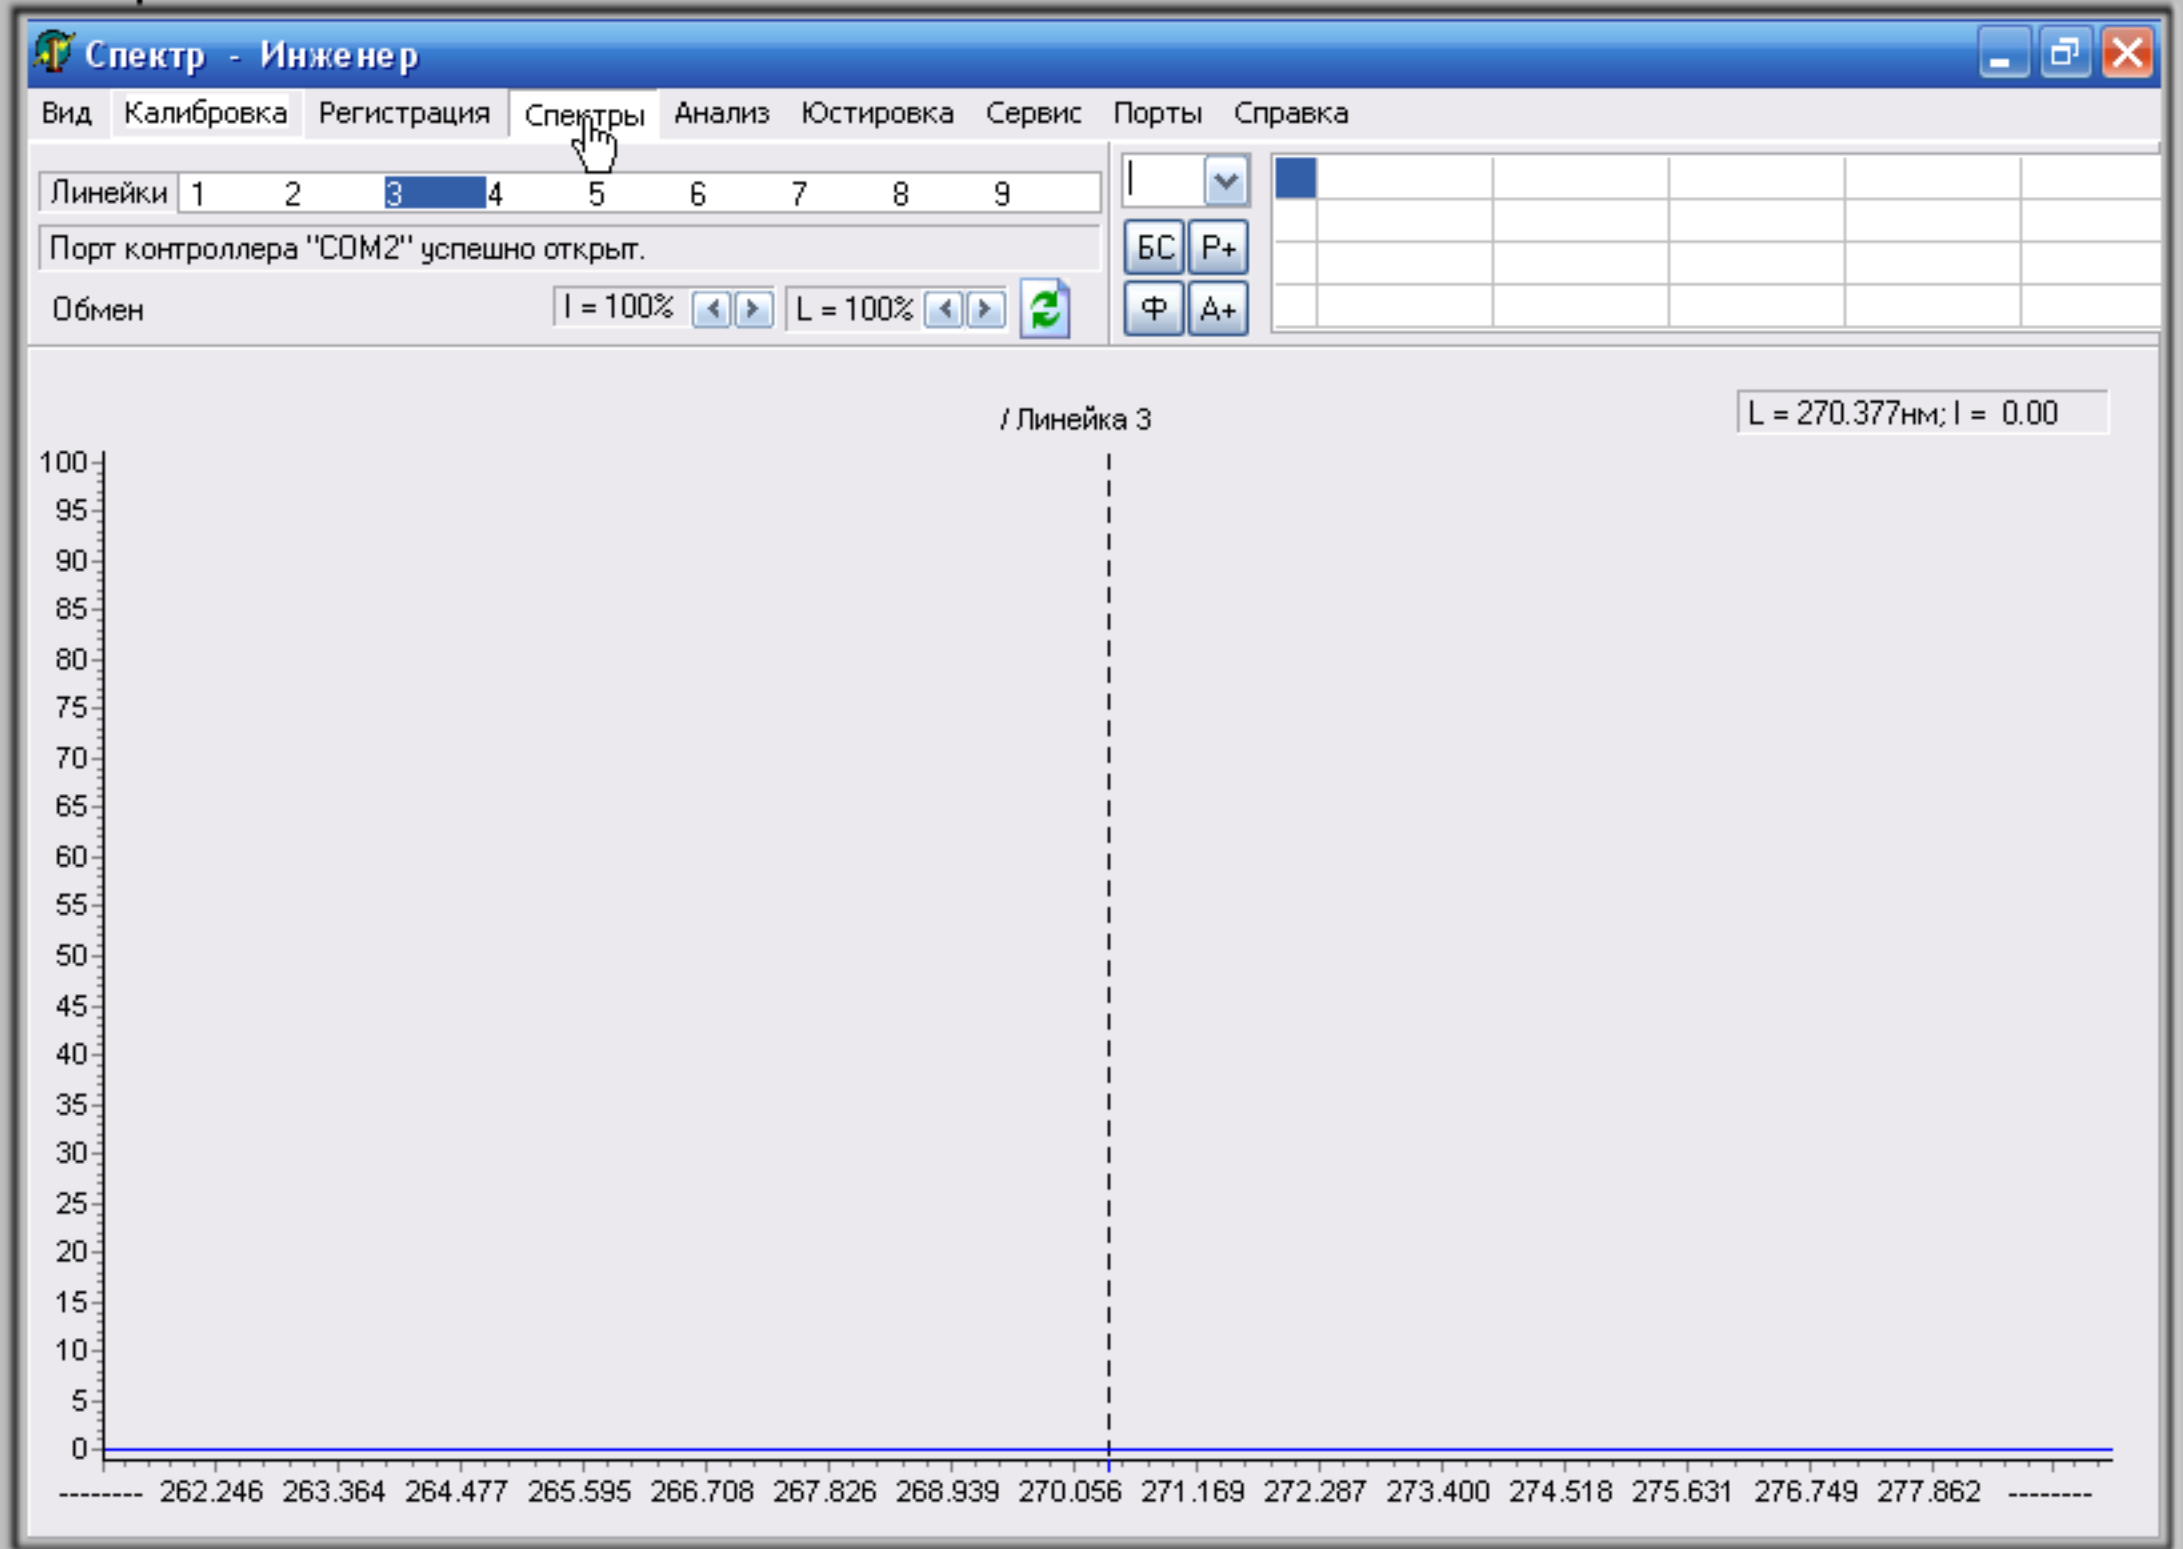 Спектр - Инженер
Вид Калибровка Регистрация Спектры Анализ Юстировка Сервис Порты Справка
Линейки 1 2 3 4 5 6 7 8 9
Порт контроллера "COM2" успешно открыт.
БС Р+
Обмен I = 100% L = 100%
Ф А+
/ Линейка 3
L = 270.377нм; I = 0.00
100
95
90
85
80
75
70
65
60
55
50
45
40
35
30
25
20
15
10
5
0
-------- 262.246 263.364 264.477 265.595 266.708 267.826 268.939 270.056 271.169 272.287 273.400 274.518 275.631 276.749 277.862 --------